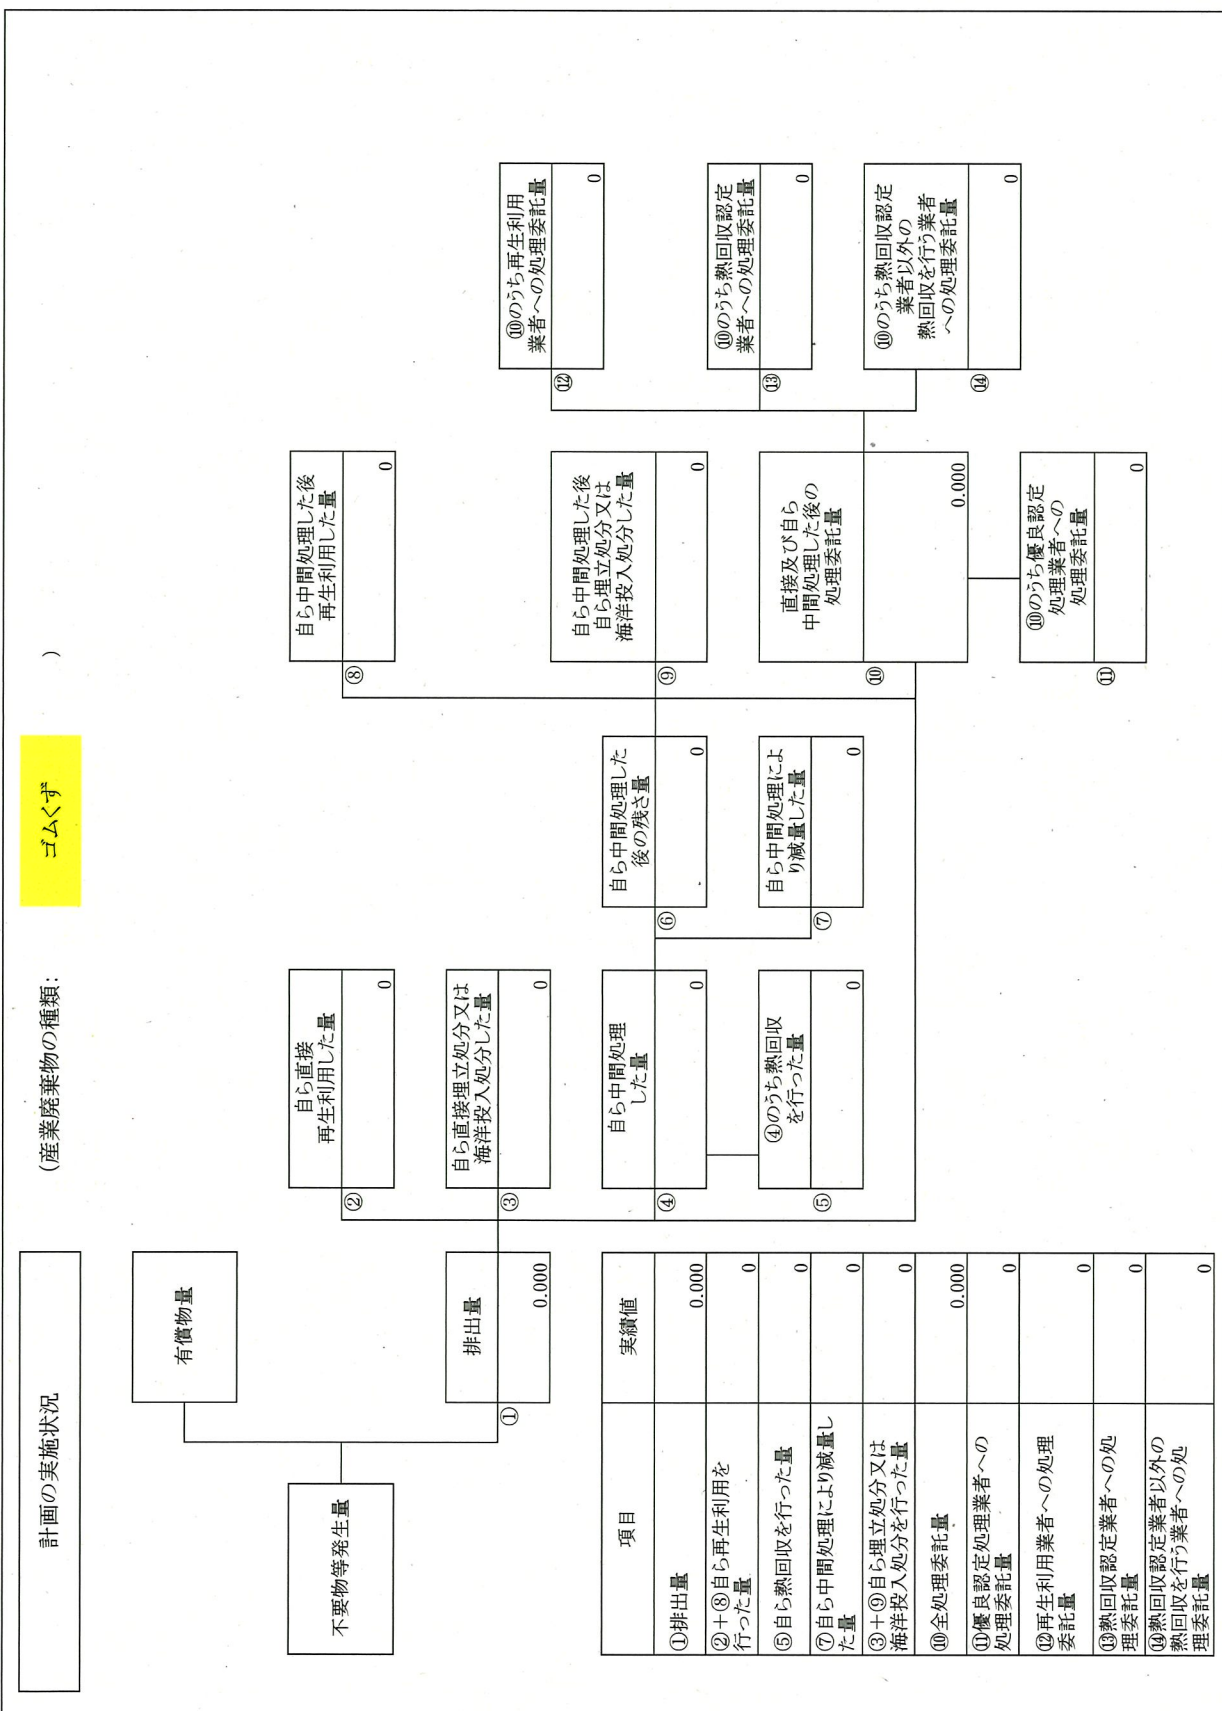 計画の実施状況
(産業廃棄物の種類:
ゴムくず
)
不要物等発生量
有償物量
①
排出量
0.000
②
自ら直接
再生利用した量
0
③
自ら直接埋立処分又は
海洋投入処分した量
0
④
自ら中間処理
した量
0
⑤
④のうち熱回収
を行った量
0
⑥
自ら中間処理した
後の残さ量
0
⑦
自ら中間処理によ
り減量した量
0
⑧
自ら中間処理した後
再生利用した量
0
⑨
自ら中間処理した後
自ら埋立処分又は
海洋投入処分した量
0
⑩
直接及び自ら
中間処理した後の
処理委託量
0.000
⑪
⑩のうち優良認定
処理業者への
処理委託量
0
⑫
⑩のうち再生利用
業者への処理委託量
0
⑬
⑩のうち熱回収認定
業者への処理委託量
0
⑭
⑩のうち熱回収認定
業者以外の
熱回収を行う業者
への処理委託量
0
項目
実績値
①排出量
0.000
②+⑧自ら再生利用を
行った量
0
⑤自ら熱回収を行った量
0
⑦自ら中間処理により減量し
た量
0
③+⑨自ら埋立処分又は
海洋投入処分を行った量
0
⑩全処理委託量
0.000
⑪優良認定処理業者への
処理委託量
0
⑫再生利用業者への処理
委託量
0
⑬熱回収認定業者への処
理委託量
0
⑭熱回収認定業者以外の
熱回収を行う業者への処
理委託量
0